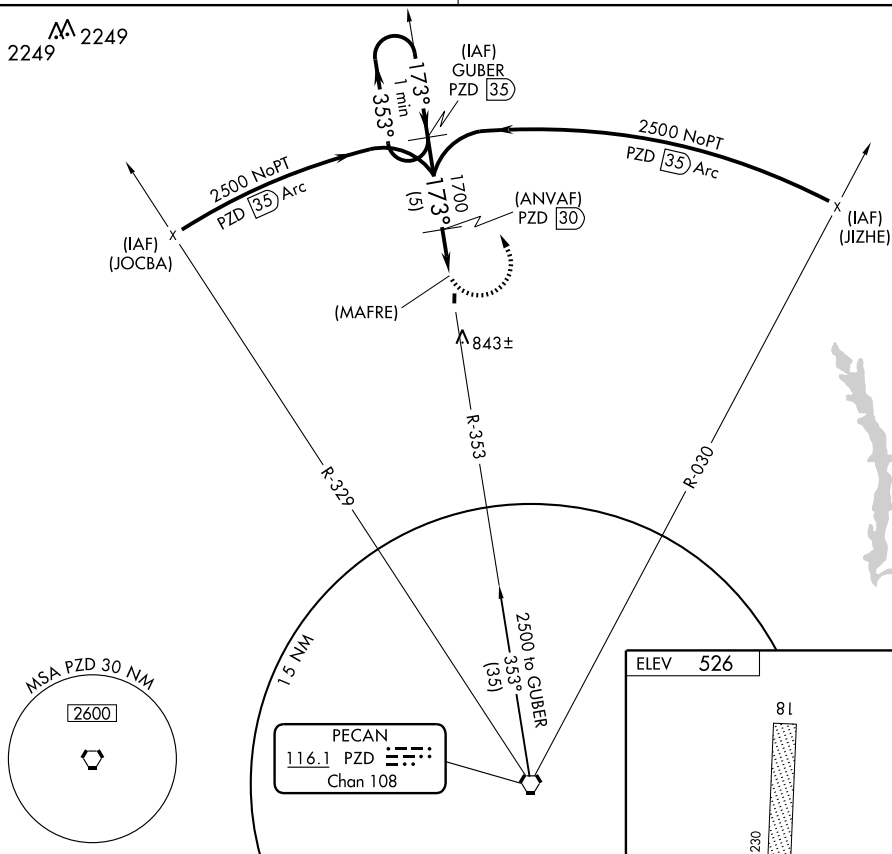 2249 2249
(IAF)
GUBER
PZD 35
173°
1 min
353°
2500 NoPT
PZD 35 Arc
2500 NoPT
PZD 35 Arc
1700
173°
(5)
(ANVAF)
PZD 30
(IAF)
(JOCBA)
(IAF)
(JIZHE)
(MAFRE)
843±
R-353
R-329
R-030
2500 to GUBER
353°
(35)
15 NM
MSA PZD 30 NM
2600
PECAN
116.1 PZD
Chan 108
ELEV 526
18
230